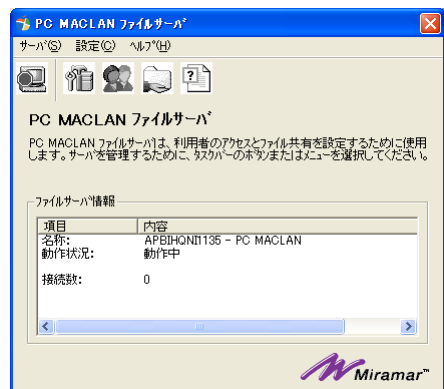 PC MACLAN ファイルサーバ
サーバ(S) 設定(C) ヘルプ(H)
PC MACLAN ファイルサーバ
PC MACLAN ファイルサーバは、利用者のアクセスとファイル共有を設定するために使用
します。サーバを管理するために、タスクバーのボタンまたはメニューを選択してください。
ファイルサーバ情報
項目 内容
名称: APBIHQNI1135 - PC MACLAN
動作状況: 動作中
接続数: 0
Miramar™